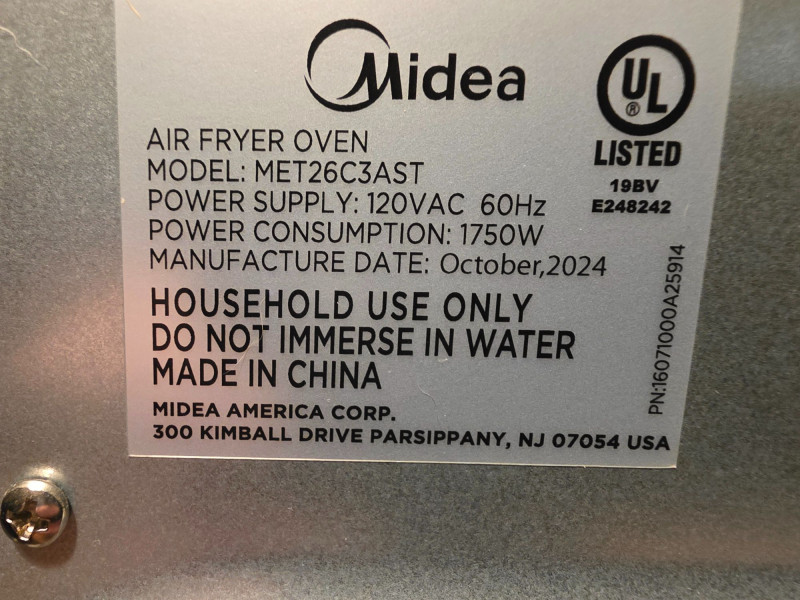 Midea
UL
®
LISTED
19BV
E248242
AIR FRYER OVEN
MODEL: MET26C3AST
POWER SUPPLY: 120VAC 60Hz
POWER CONSUMPTION: 1750W
MANUFACTURE DATE: October,2024
HOUSEHOLD USE ONLY
DO NOT IMMERSE IN WATER
MADE IN CHINA
MIDEA AMERICA CORP.
300 KIMBALL DRIVE PARSIPPANY, NJ 07054 USA
PN:16071000A25914